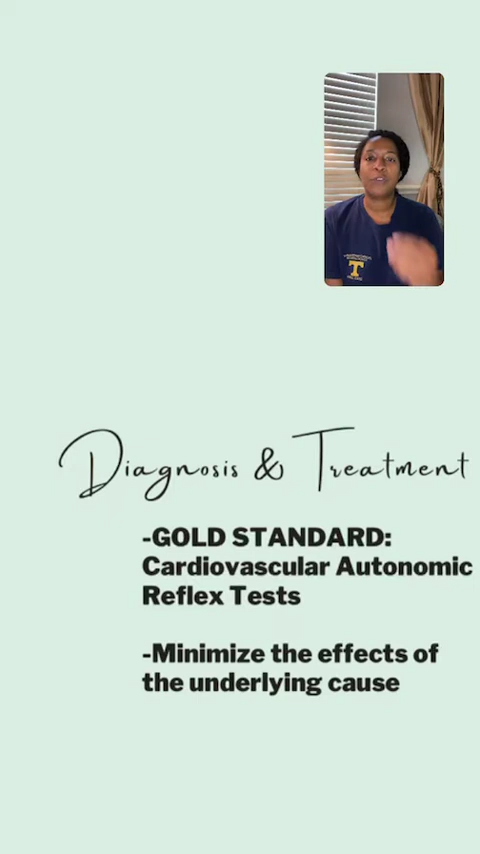 T
Diagnosis & Treatment
-GOLD STANDARD:
Cardiovascular Autonomic
Reflex Tests
-Minimize the effects of
the underlying cause